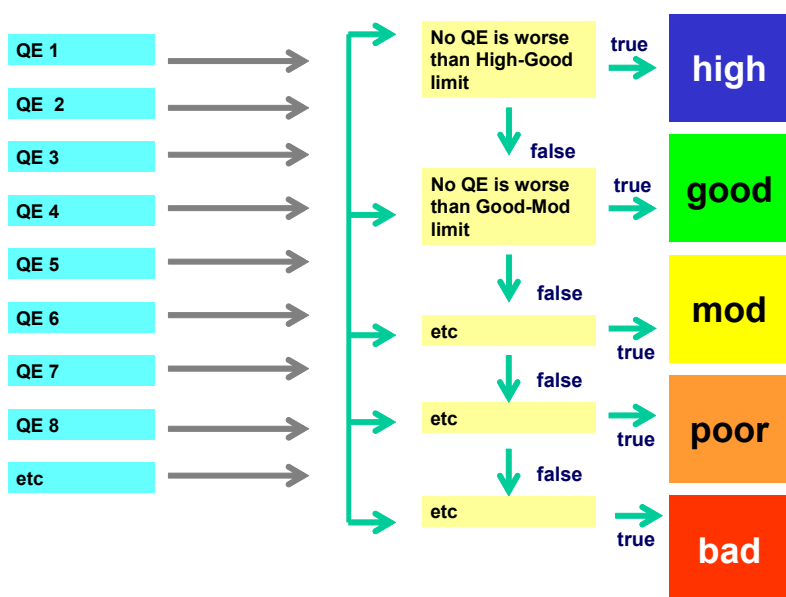 QE 1
QE 2
QE 3
QE 4
QE 5
QE 6
QE 7
QE 8
etc
No QE is worse
than High-Good
limit
true
high
false
No QE is worse
than Good-Mod
limit
true
good
false
etc
true
mod
false
etc
true
poor
false
etc
true
bad